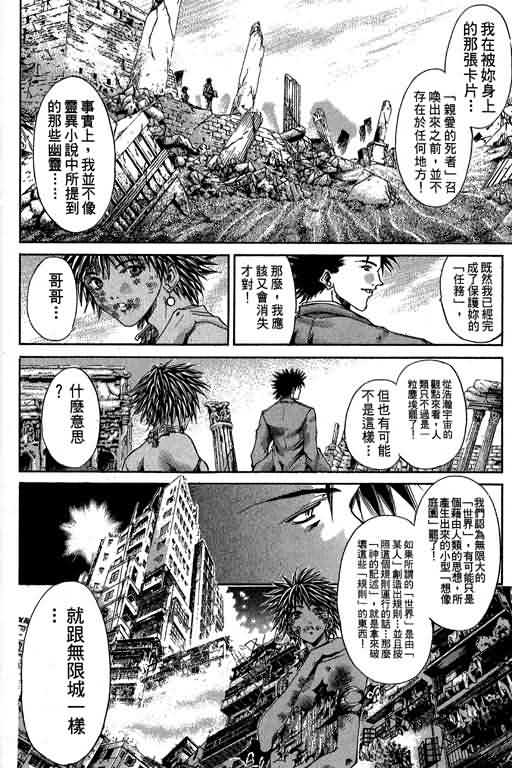 我在被妳身上
的那張卡片…
「親愛的死者」召
喚出來之前，並不
存在於任何地方！
事實上，我並不像
靈異小說中所提到
的那些幽靈……
既然我已經完
成了保護妳的
「任務」，
那麼，我應
該又會消失
才對！
哥哥…
從浩瀚宇宙的
觀點來看，人
類只不過是一
粒塵埃罷了！
但也有可能
不是這樣…
什麼意思
？
我們認為無限大的
「世界」，有可能只是
個藉由人類的思想，所
產生出來的小型「想像
庭園」罷了！
如果所謂的「世界」是由「
某人」創造出規則…並且按
照這個規則運行的話…那麼
「神的記述」，就是拿來破
壞這些「規則」的東西！
就跟無限城一樣